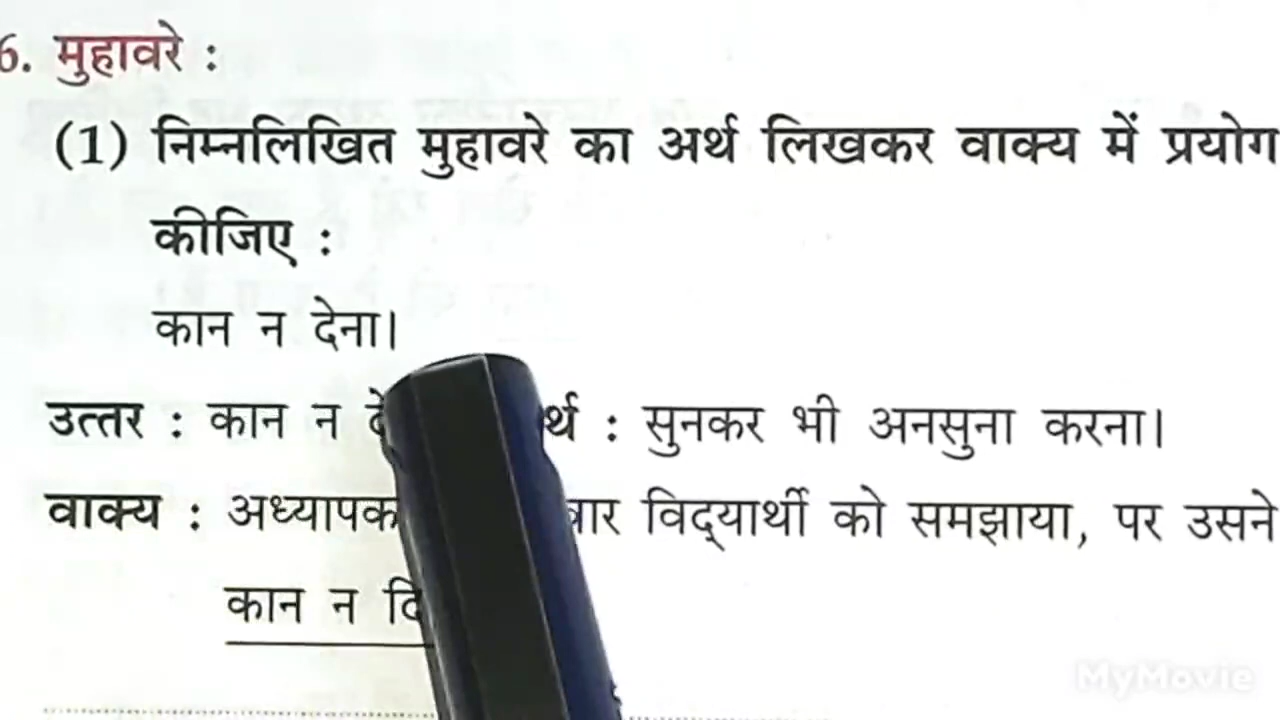 6. मुहावरे :
(1) निम्नलिखित मुहावरे का अर्थ लिखकर वाक्य में प्रयोग
कीजिए :
कान न देना।
उत्तर : कान न : सुनकर भी अनसुना करना।
वाक्य : अध्यापक विद्‌यार्थी को समझाया, पर उसने
कान न
MyMovie